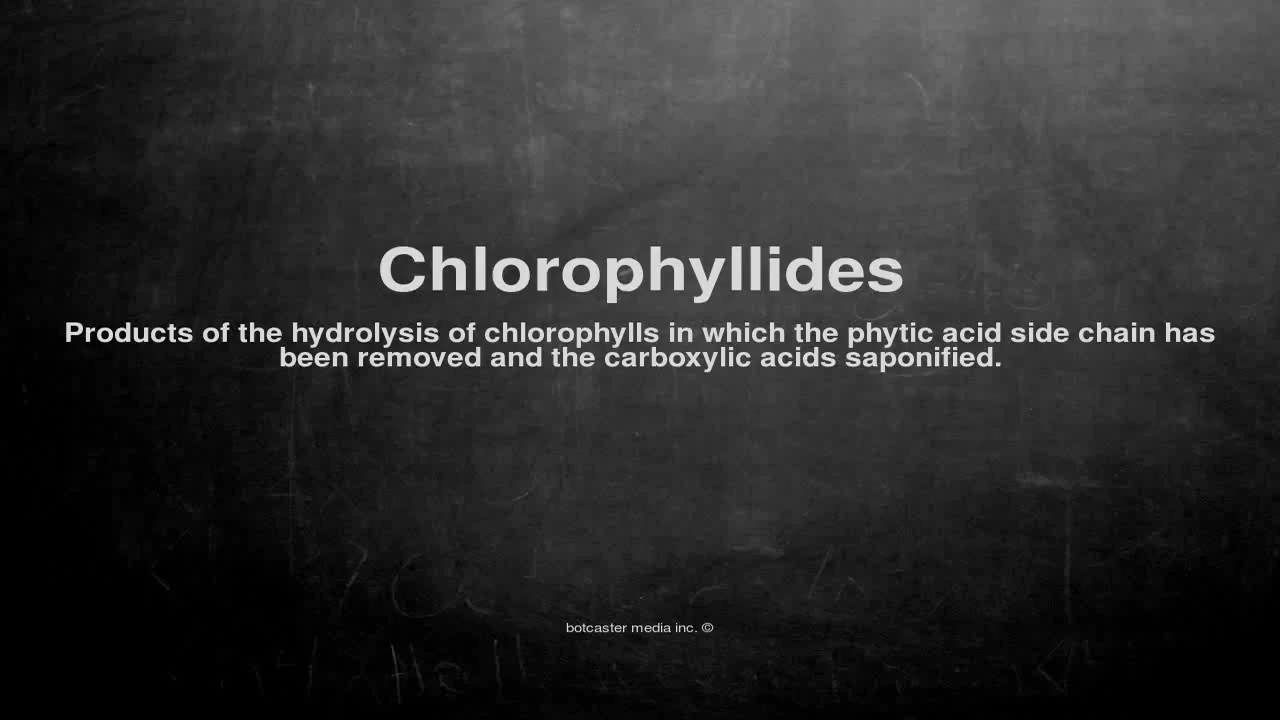 Chlorophyllides
Products of the hydrolysis of chlorophylls in which the phytic acid side chain has
been removed and the carboxylic acids saponified.
botcaster media inc. ©